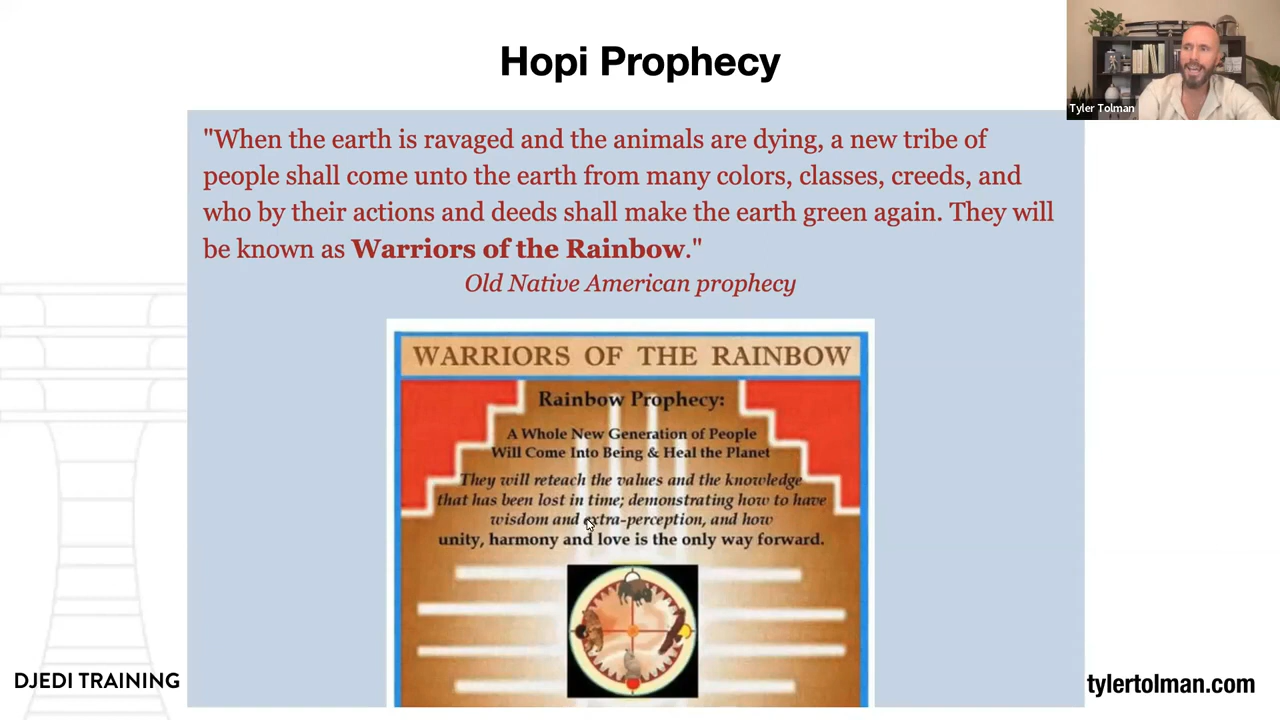 Hopi Prophecy
Tyler Tolman
"When the earth is ravaged and the animals are dying, a new tribe of
people shall come unto the earth from many colors, classes, creeds, and
who by their actions and deeds shall make the earth green again. They will
be known as Warriors of the Rainbow."
Old Native American prophecy
WARRIORS OF THE RAINBOW
Rainbow Prophecy:
A Whole New Generation of People
Will Come Into Being & Heal the Planet
They will reteach the values and the knowledge
that has been lost in time; demonstrating how to have
wisdom and extra-perception, and how
unity, harmony and love is the only way forward.
DJEDI TRAINING
tylertolman.com